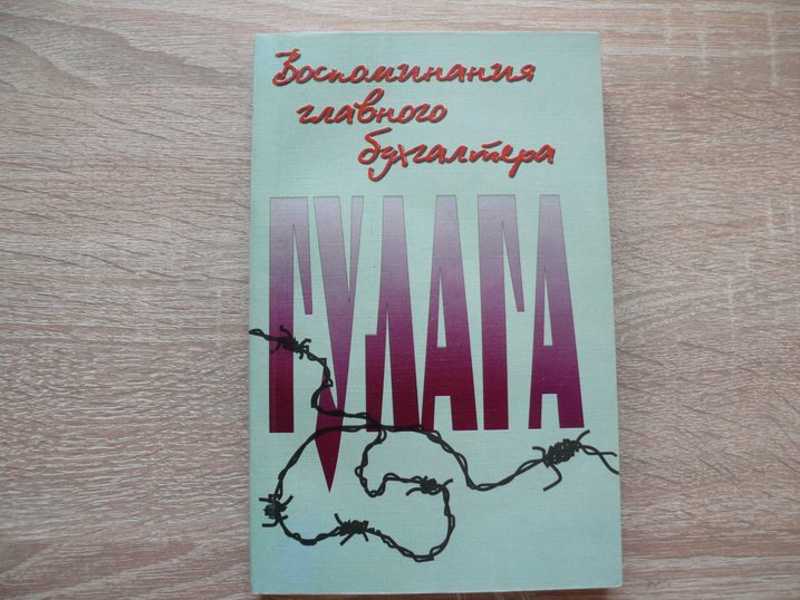 Воспоминания
главного
бухгалтера
ГУЛАГА